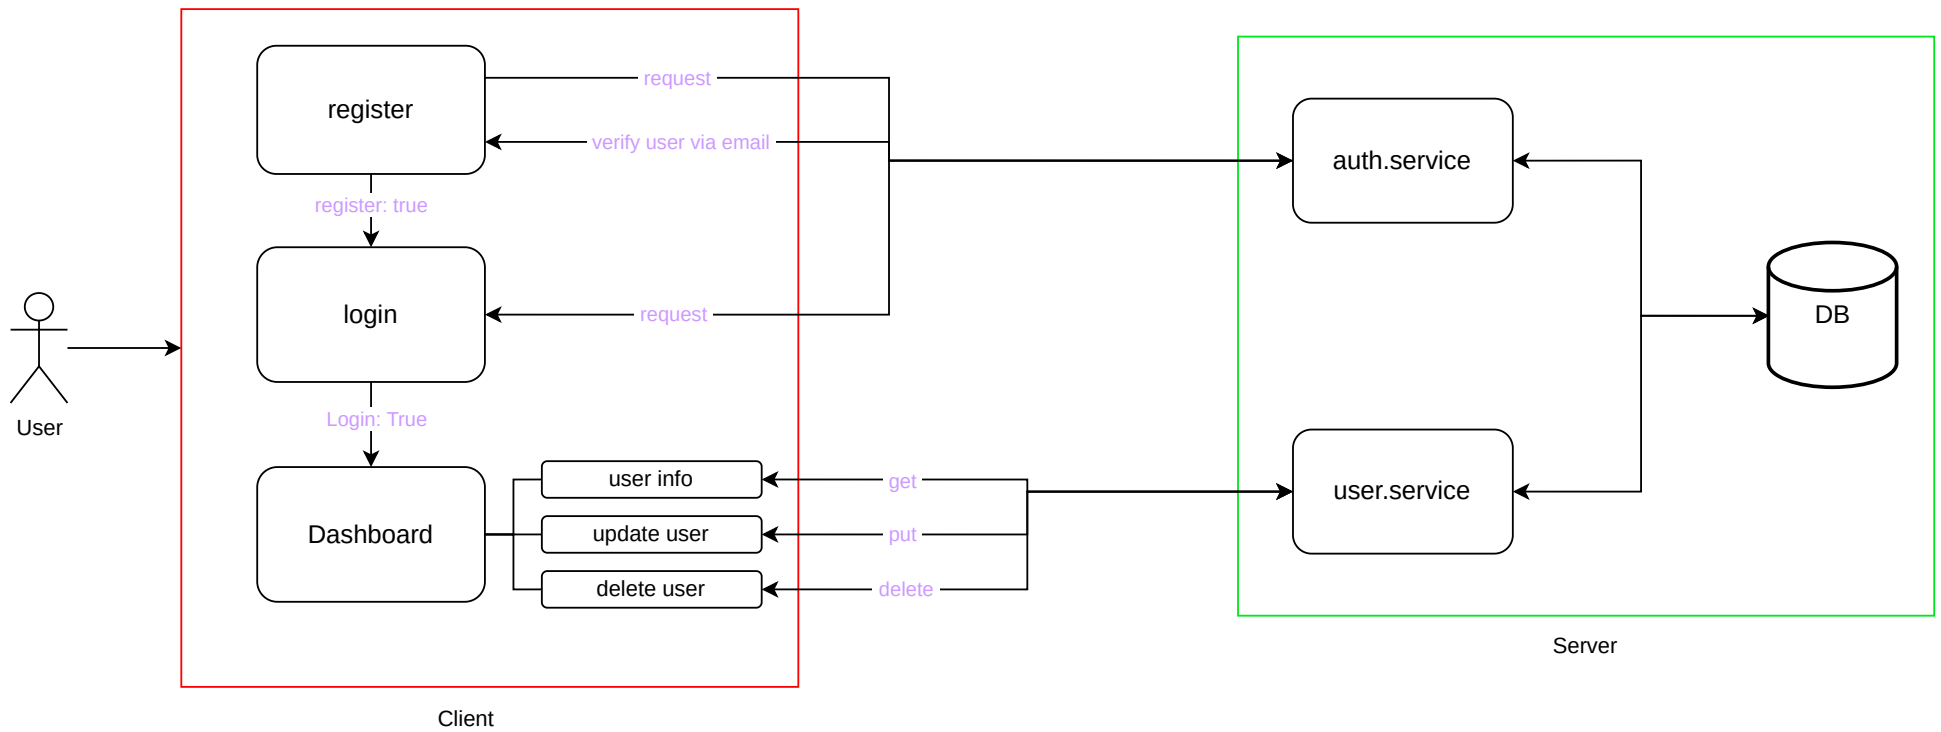 register
request
verify user via email
register: true
login
request
User
Login: True
Dashboard
user info
update user
delete user
get
put
delete
Client
auth.service
user.service
DB
Server